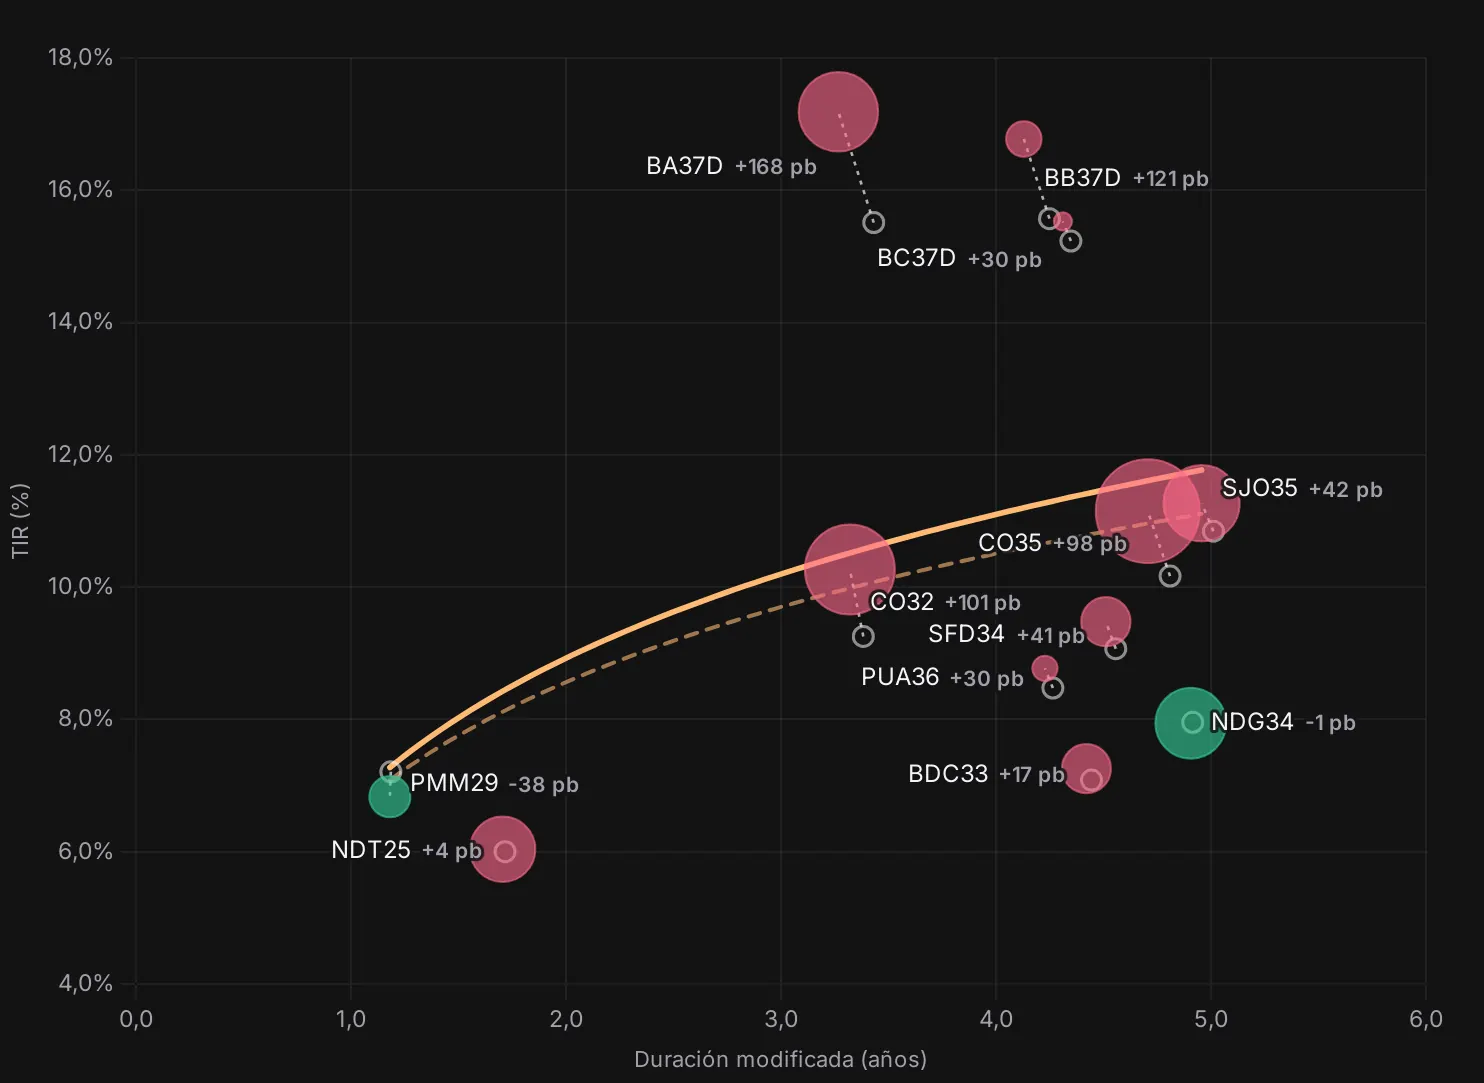 18,0%
BA37D +168 pb
BB37D +121 pb
16,0%
BC37D +30 pb
14,0%
12,0%
SJO35 +42 pb
TIR (%)
CO35 +98 pb
10,0%
CO32 +101 pb
SFD34 +41 pb
PUA36 +30 pb
8,0%
NDG34 -1 pb
BDC33 +17 pb
PMM29 -38 pb
6,0%
NDT25 +4 pb
4,0%
0,0 1,0 2,0 3,0 4,0 5,0 6,0
Duración modificada (años)